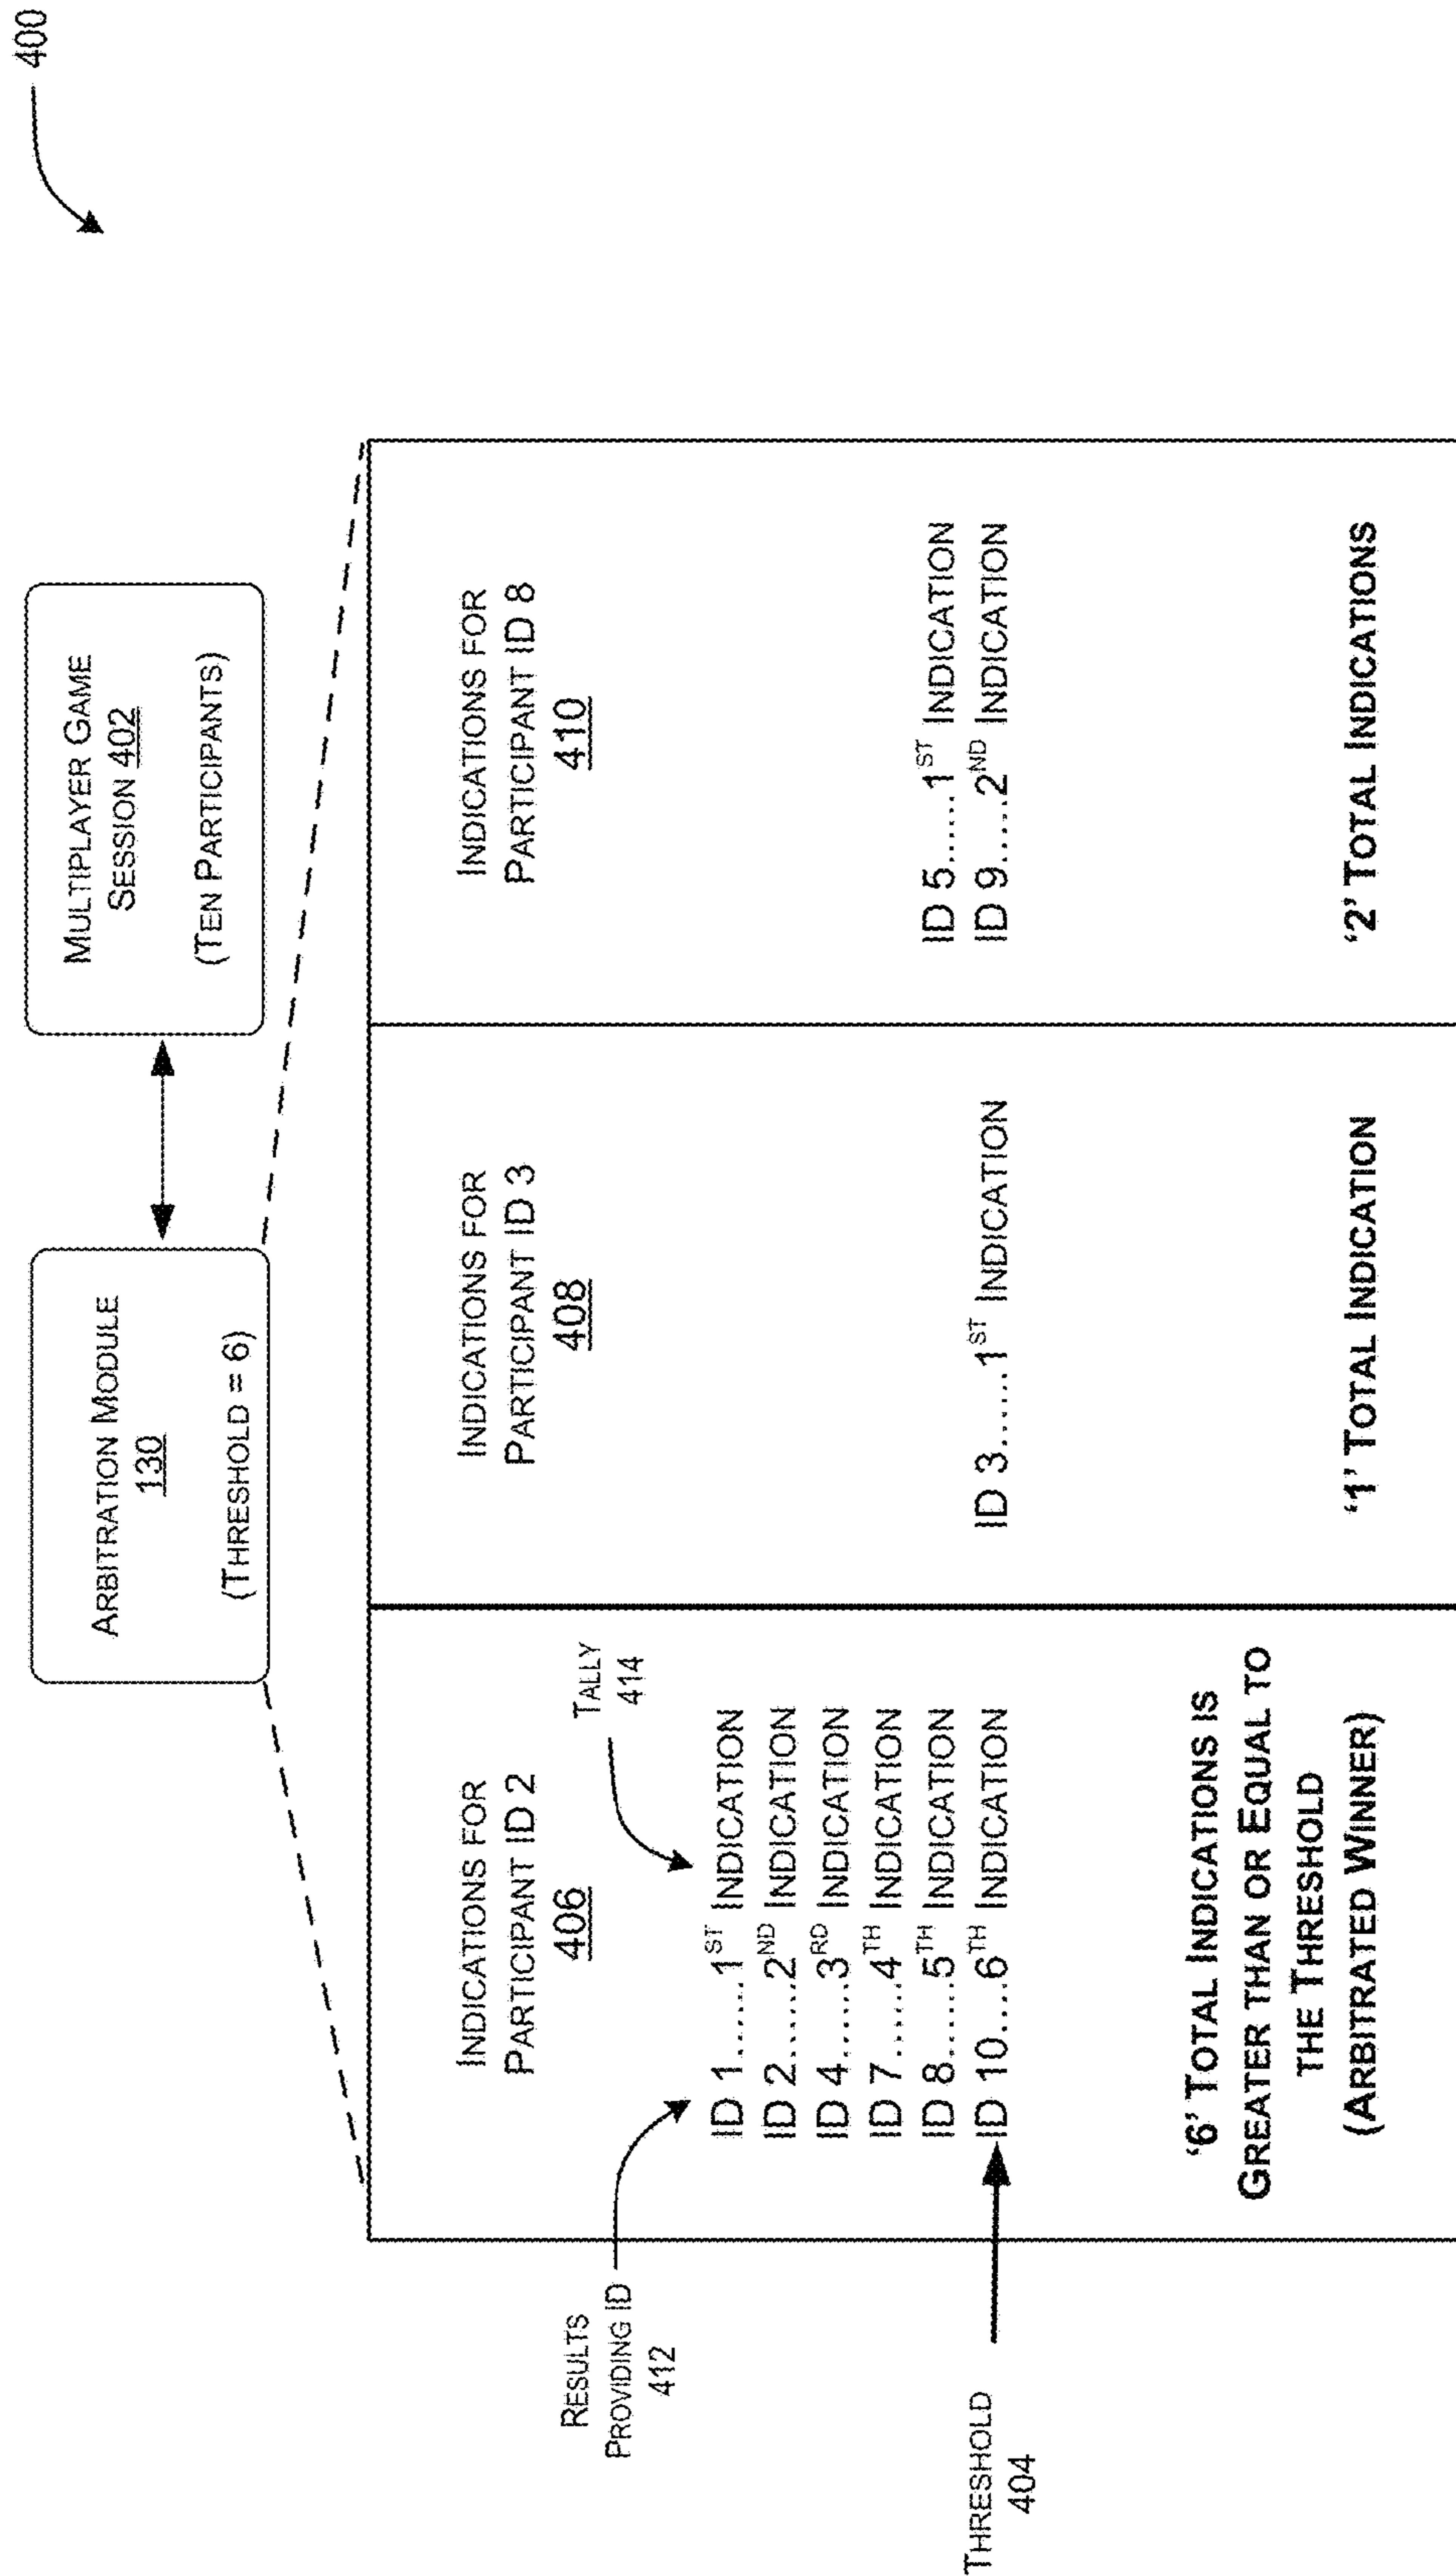 400
ARBITRATION MODULE
130
(THRESHOLD = 6)
MULTIPLAYER GAME
SESSION 402
(TEN PARTICIPANTS)
RESULTS
PROVIDING ID
412
THRESHOLD
404
INDICATIONS FOR
PARTICIPANT ID 2
406
TALLY
414
ID 1......1ST INDICATION
ID 2......2ND INDICATION
ID 4......3RD INDICATION
ID 7......4TH INDICATION
ID 8......5TH INDICATION
ID 10....6TH INDICATION
‘6’ TOTAL INDICATIONS IS
GREATER THAN OR EQUAL TO
THE THRESHOLD
(ARBITRATED WINNER)
INDICATIONS FOR
PARTICIPANT ID 3
408
ID 3......1ST INDICATION
‘1’ TOTAL INDICATION
INDICATIONS FOR
PARTICIPANT ID 8
410
ID 5......1ST INDICATION
ID 9....2ND INDICATION
‘2’ TOTAL INDICATIONS